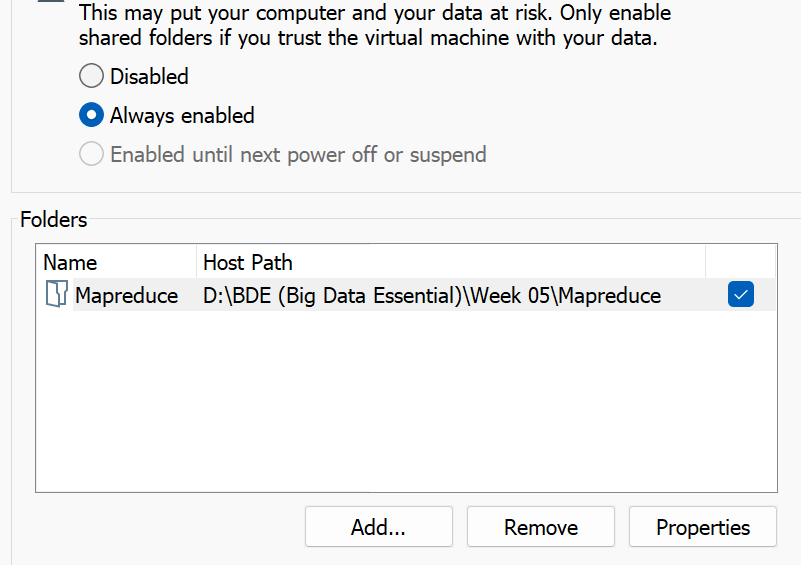 This may put your computer and your data at risk. Only enable
shared folders if you trust the virtual machine with your data.
Disabled
Always enabled
Enabled until next power off or suspend
Folders
Name Host Path
Mapreduce D:\BDE (Big Data Essential)\Week 05\Mapreduce
Add... Remove Properties